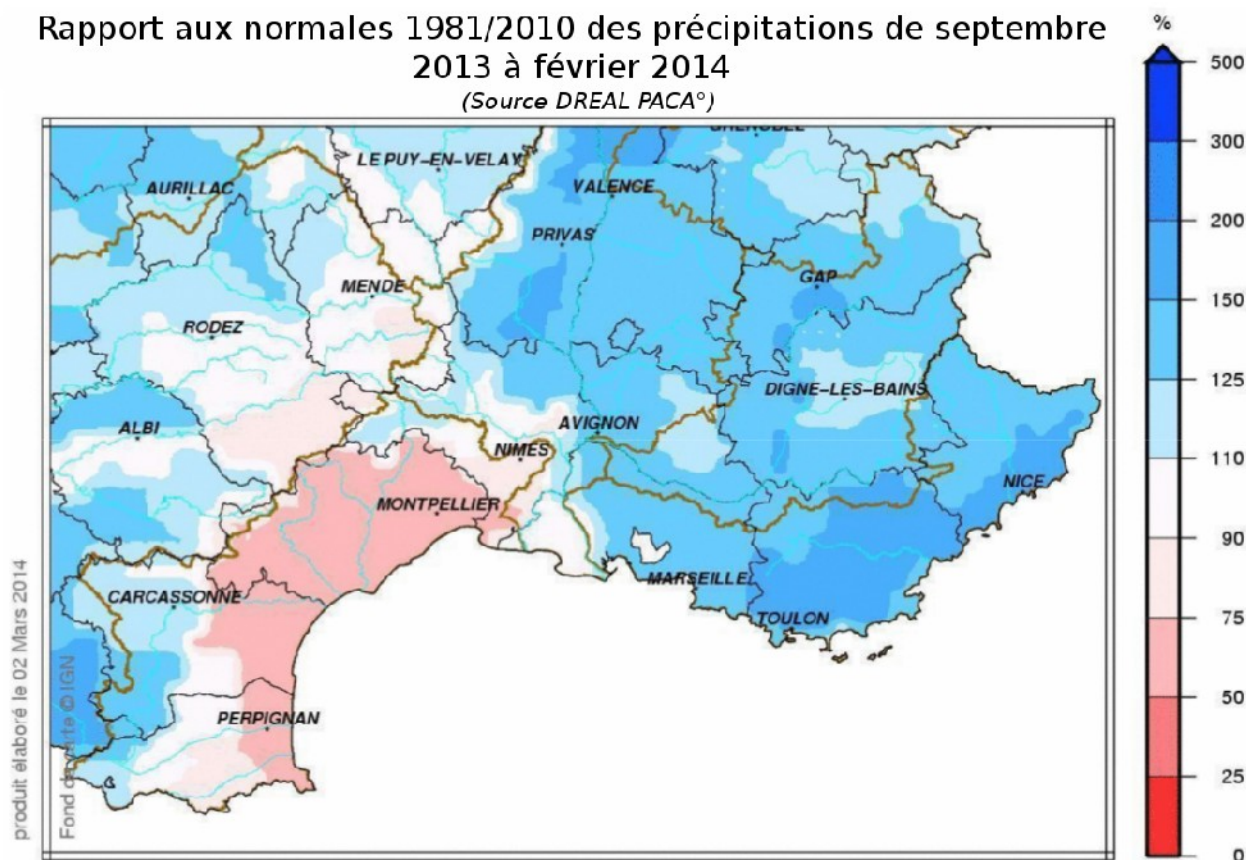 Rapport aux normales 1981/2010 des précipitations de septembre
2013 à février 2014
(Source DREAL PACA°)
%
500
300
200
150
125
110
90
75
50
25
0
GRENOBLE
LE PUY-EN-VELAY
AURILLAC
VALENCE
PRIVAS
GAP
MENDE
RODEZ
DIGNE-LES-BAINS
ALBI
AVIGNON
NIMES
NICE
MONTPELLIER
MARSEILLE
CARCASSONNE
TOULON
PERPIGNAN
produit élaboré le 02 Mars 2014
Fond de carte © IGN